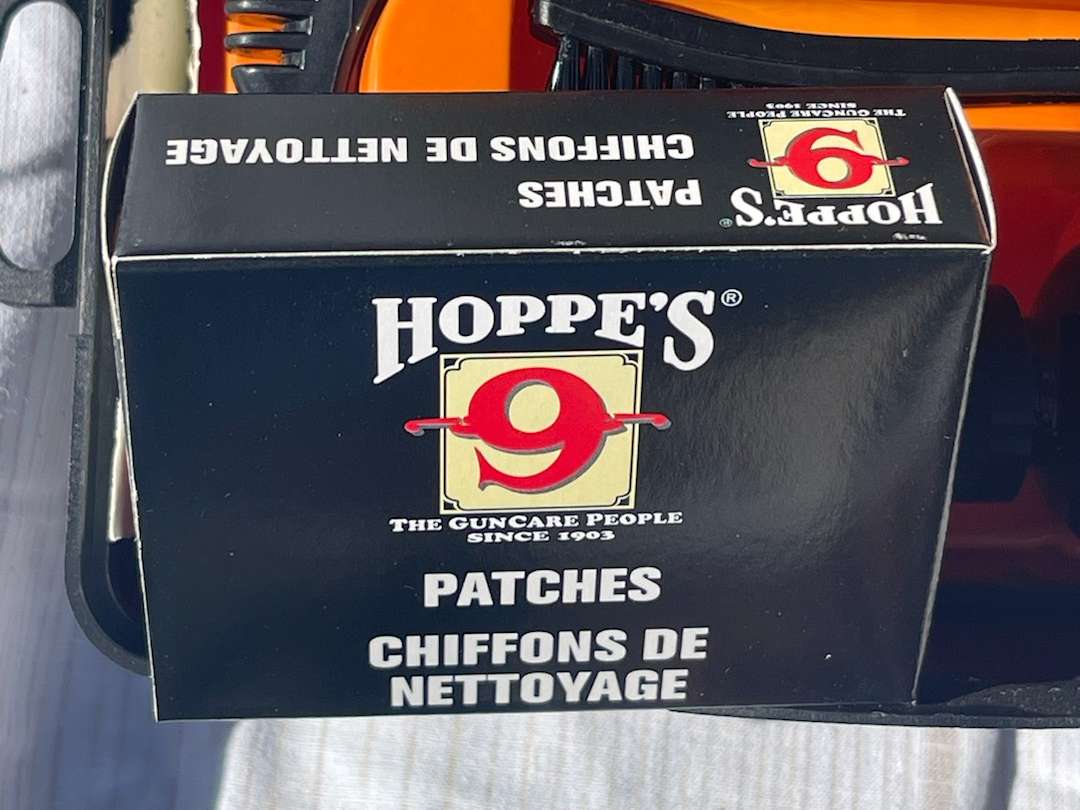 HOPPE'S®
9
THE GUNCARE PEOPLE
SINCE 1903
PATCHES
CHIFFONS DE
NETTOYAGE
HOPPE'S®
9
THE GUNCARE PEOPLE
SINCE 1903
PATCHES
CHIFFONS DE NETTOYAGE